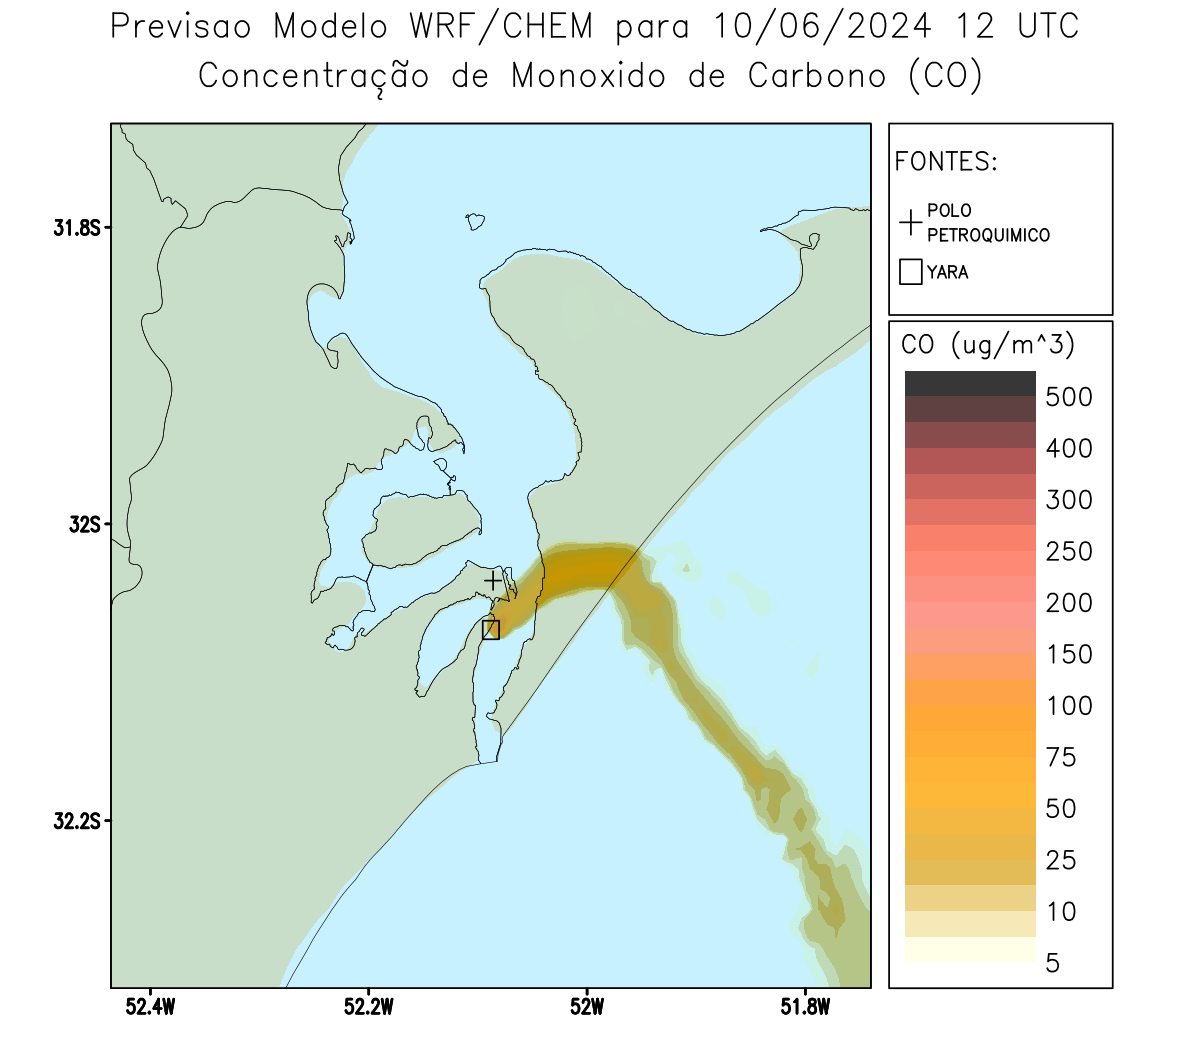 Previsao Modelo WRF/CHEM para 10/06/2024 12 UTC
Concentração de Monoxido de Carbono (CO)
FONTES:
POLO
PETROQUIMICO
YARA
CO (ug/m^3)
500
400
300
250
200
150
100
75
50
25
10
5
31.8S
32S
32.2S
52.4W
52.2W
52W
51.8W